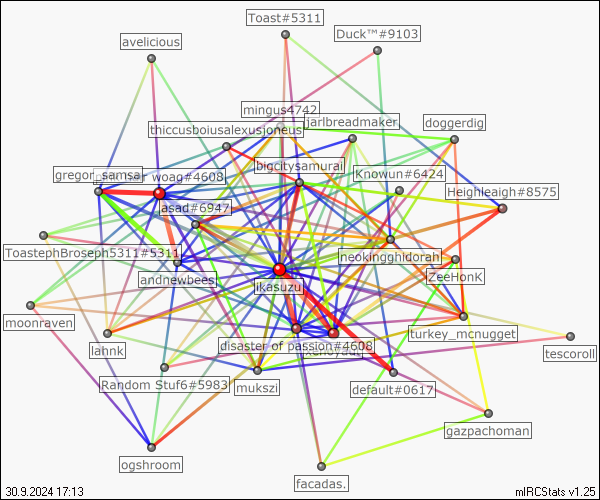 Toast#5311
Duck™#9103
avelicious
mingus4742
jarlbreadmaker
doggerdig
thiccusboiusalexusjoneus
bigcitysamurai
gregor_samsa
woag#4608
Knowun#6424
Heighleaigh#8575
asad#6947
ToastephBroseph5311#5311
neokingghidorah
andnewbees
ZeeHonK
likasuzu
moonraven
turkey_mcnugget
lahnk
disaster of passion#4608
tescoroll
Random Stuf6#5983
mukszi
default#0617
gazpachoman
ogshroom
facadas.
30.9.2024 17:13
mIRCStats v1.25